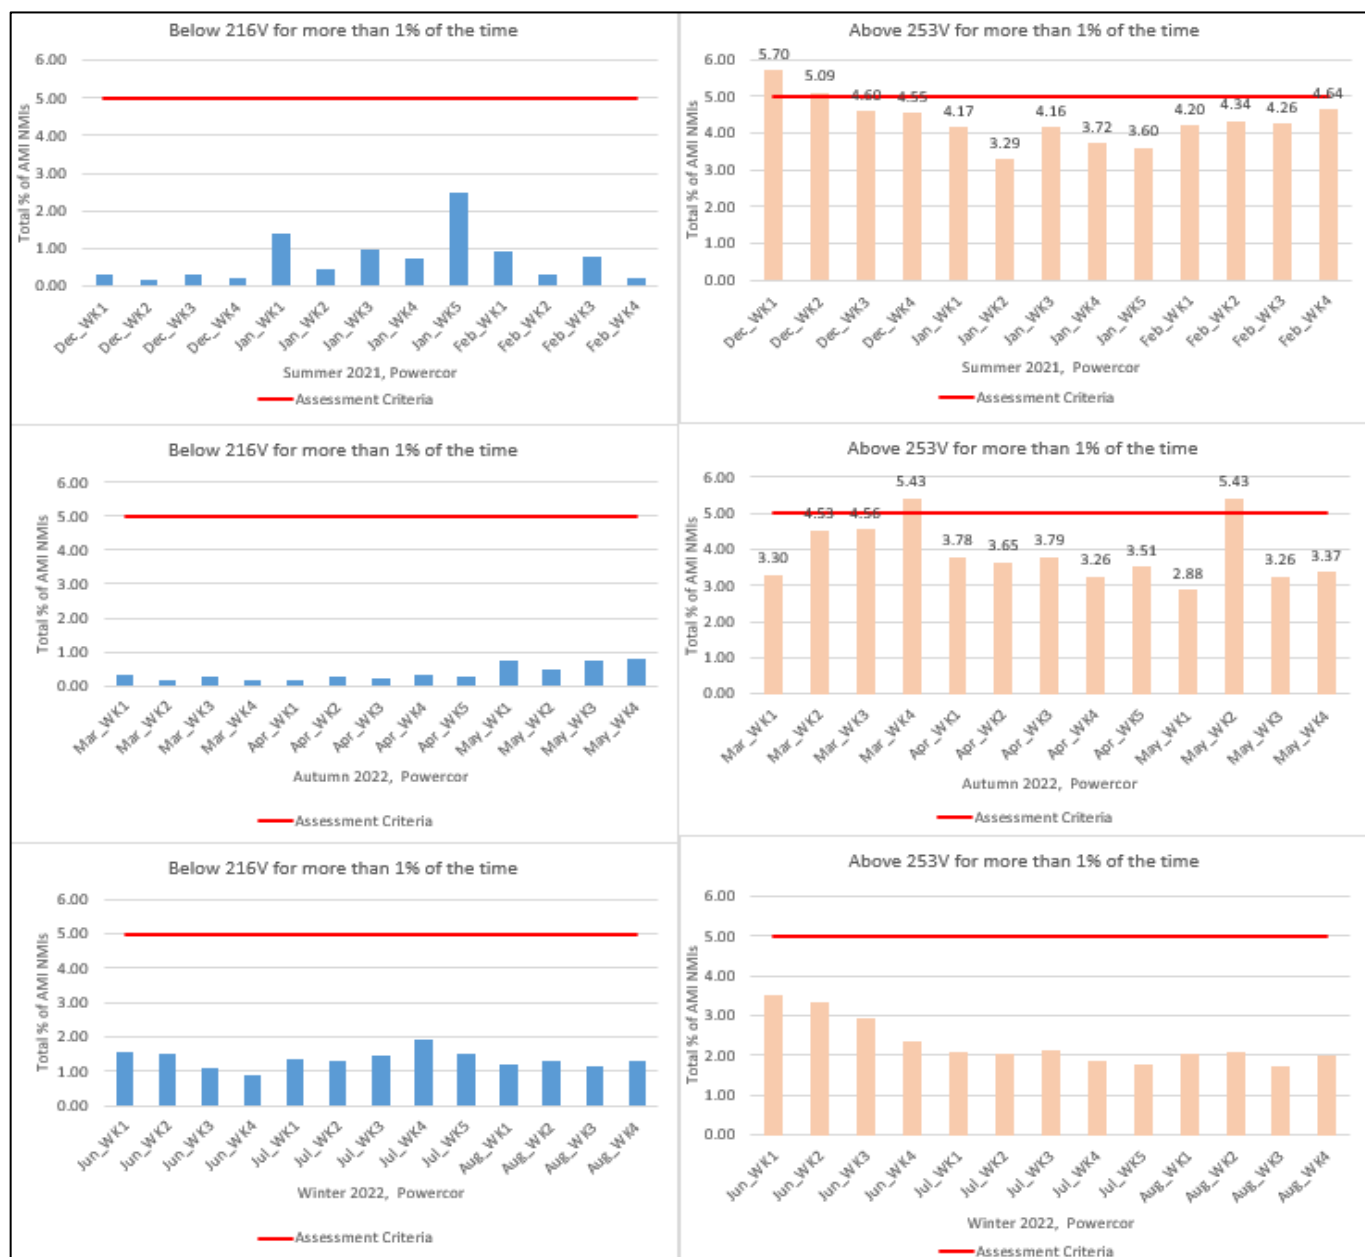 Below 216V for more than 1% of the time
Total % of AMI NMIs
6.00
5.00
4.00
3.00
2.00
1.00
0.00
Dec_WK1 Dec_WK2 Dec_WK3 Dec_WK4 Jan_WK1 Jan_WK2 Jan_WK3 Jan_WK4 Jan_WK5 Feb_WK1 Feb_WK2 Feb_WK3 Feb_WK4
Summer 2021, Powercor
Assessment Criteria
Above 253V for more than 1% of the time
Total % of AMI NMIs
6.00
5.00
4.00
3.00
2.00
1.00
0.00
5.70 5.09 4.60 4.55 4.17 3.29 4.16 3.72 3.60 4.20 4.34 4.26 4.64
Dec_WK1 Dec_WK2 Dec_WK3 Dec_WK4 Jan_WK1 Jan_WK2 Jan_WK3 Jan_WK4 Jan_WK5 Feb_WK1 Feb_WK2 Feb_WK3 Feb_WK4
Summer 2021, Powercor
Assessment Criteria
Below 216V for more than 1% of the time
Total % of AMI NMIs
6.00
5.00
4.00
3.00
2.00
1.00
0.00
Mar_WK1 Mar_WK2 Mar_WK3 Mar_WK4 Apr_WK1 Apr_WK2 Apr_WK3 Apr_WK4 Apr_WK5 May_WK1 May_WK2 May_WK3 May_WK4
Autumn 2022, Powercor
Assessment Criteria
Above 253V for more than 1% of the time
Total % of AMI NMIs
6.00
5.00
4.00
3.00
2.00
1.00
0.00
3.30 4.53 4.56 5.43 3.78 3.65 3.79 3.26 3.51 2.88 5.43 3.26 3.37
Mar_WK1 Mar_WK2 Mar_WK3 Mar_WK4 Apr_WK1 Apr_WK2 Apr_WK3 Apr_WK4 Apr_WK5 May_WK1 May_WK2 May_WK3 May_WK4
Autumn 2022, Powercor
Assessment Criteria
Below 216V for more than 1% of the time
Total % of AMI NMIs
6.00
5.00
4.00
3.00
2.00
1.00
0.00
Jun_WK1 Jun_WK2 Jun_WK3 Jun_WK4 Jul_WK1 Jul_WK2 Jul_WK3 Jul_WK4 Jul_WK5 Aug_WK1 Aug_WK2 Aug_WK3 Aug_WK4
Winter 2022, Powercor
Assessment Criteria
Above 253V for more than 1% of the time
Total % of AMI NMIs
6.00
5.00
4.00
3.00
2.00
1.00
0.00
Jun_WK1 Jun_WK2 Jun_WK3 Jun_WK4 Jul_WK1 Jul_WK2 Jul_WK3 Jul_WK4 Jul_WK5 Aug_WK1 Aug_WK2 Aug_WK3 Aug_WK4
Winter 2022, Powercor
Assessment Criteria